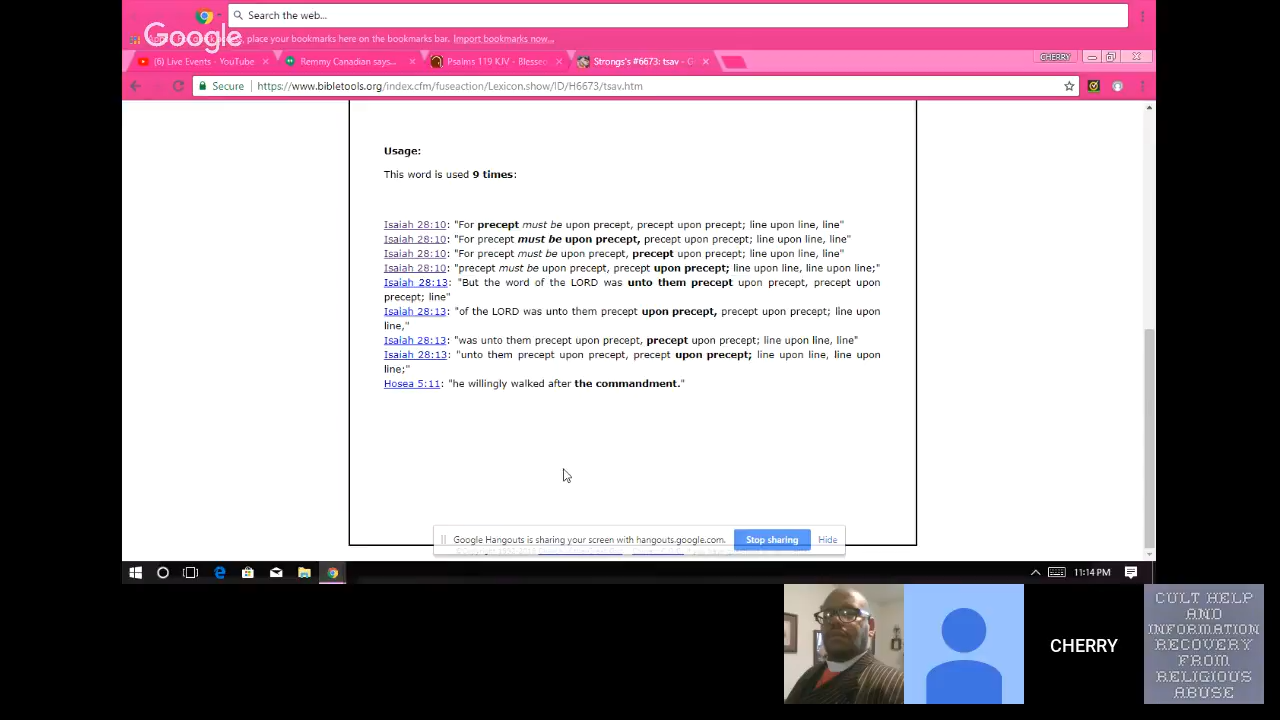 Search the web...
Google
place your bookmarks here on the bookmarks bar. Import bookmarks now...
(6) Live Events - YouTube
Remmy Canadian says...
Psalms 119 KJV - Blessed
Strongs's #6673: tsav - G
CHERRY
Secure https://www.bibletools.org/index.cfm/fuseaction/Lexicon.show/ID/H6673/tsav.htm
Usage:
This word is used 9 times:
Isaiah 28:10: "For precept must be upon precept, precept upon precept; line upon line, line"
Isaiah 28:10: "For precept must be upon precept, precept upon precept; line upon line, line"
Isaiah 28:10: "For precept must be upon precept, precept upon precept; line upon line, line"
Isaiah 28:10: "precept must be upon precept, precept upon precept; line upon line, line upon line;"
Isaiah 28:13: "But the word of the LORD was unto them precept upon precept, precept upon
precept; line"
Isaiah 28:13: "of the LORD was unto them precept upon precept, precept upon precept; line upon
line,"
Isaiah 28:13: "was unto them precept upon precept, precept upon precept; line upon line, line"
Isaiah 28:13: "unto them precept upon precept, precept upon precept; line upon line, line upon
line;"
Hosea 5:11: "he willingly walked after the commandment."
Google Hangouts is sharing your screen with hangouts.google.com.
Stop sharing
Hide
11:14 PM
CHERRY
CULT HELP
AND
INFORMATION
RECOVERY
FROM
RELIGIOUS
ABUSE